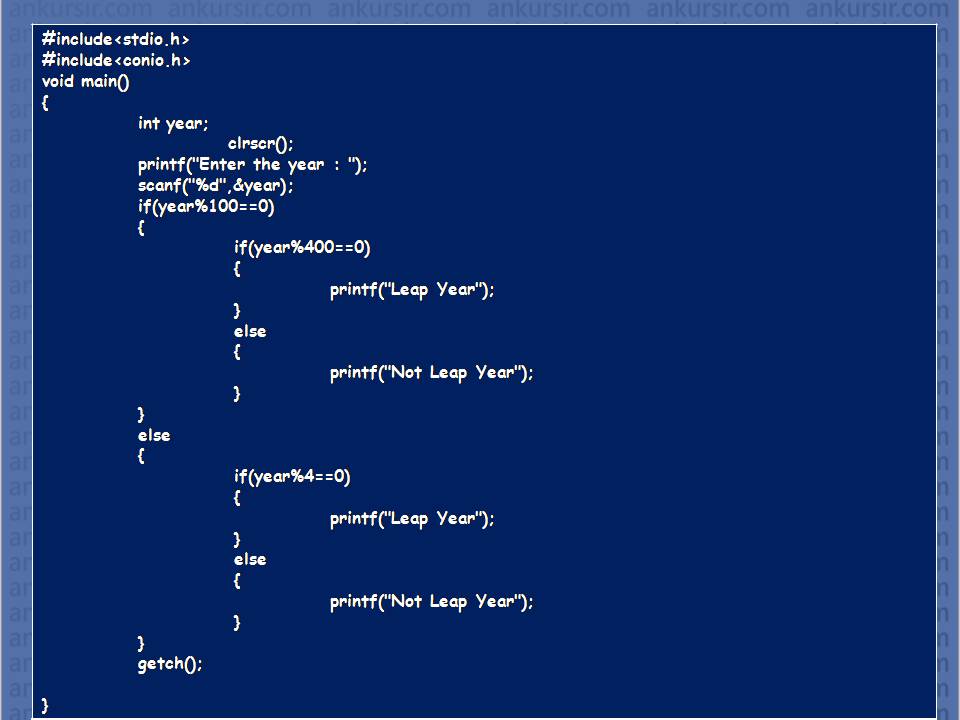 ankursir.com ankursir.com ankursir.com ankursir.com ankursir.com ankursir.com
#include<stdio.h>
#include<conio.h>
void main()
{
int year;
clrscr();
printf("Enter the year : ");
scanf("%d",&year);
if(year%100==0)
{
if(year%400==0)
{
printf("Leap Year");
}
else
{
printf("Not Leap Year");
}
}
else
{
if(year%4==0)
{
printf("Leap Year");
}
else
{
printf("Not Leap Year");
}
}
getch();
}